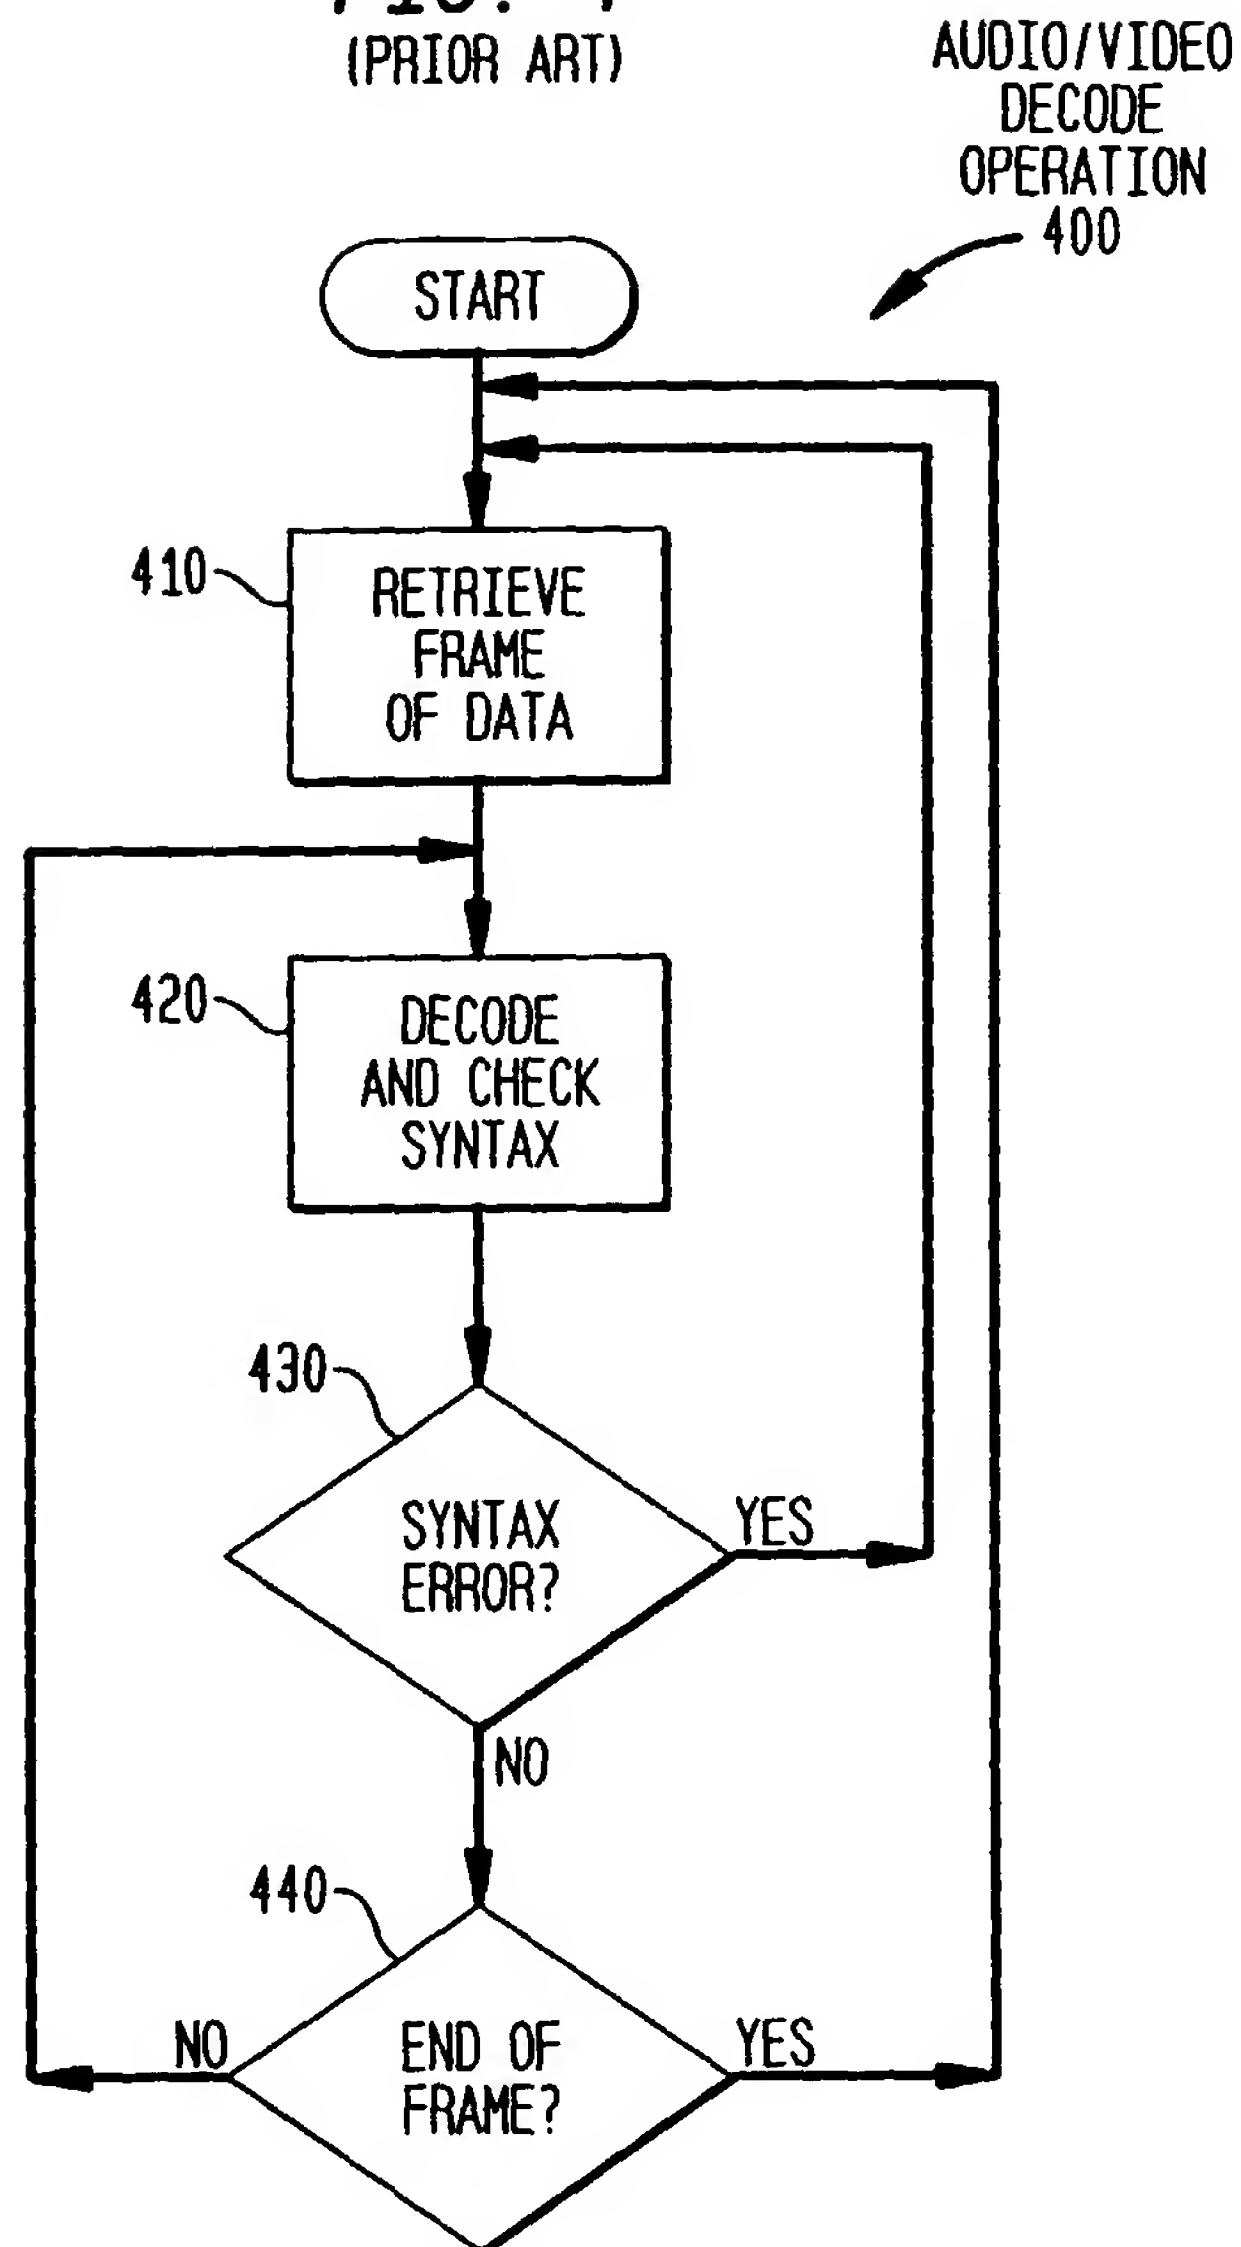 (PRIOR ART)
AUDIO/VIDEO
DECODE
OPERATION
400
START
410
RETRIEVE
FRAME
OF DATA
420
DECODE
AND CHECK
SYNTAX
430
SYNTAX
ERROR?
YES
NO
440
END OF
FRAME?
NO
YES